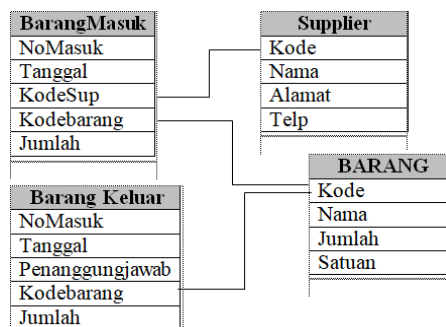 BarangMasuk
NoMasuk
Tanggal
KodeSup
Kodebarang
Jumlah
Supplier
Kode
Nama
Alamat
Telp
Barang Keluar
NoMasuk
Tanggal
Penanggungjawab
Kodebarang
Jumlah
BARANG
Kode
Nama
Jumlah
Satuan